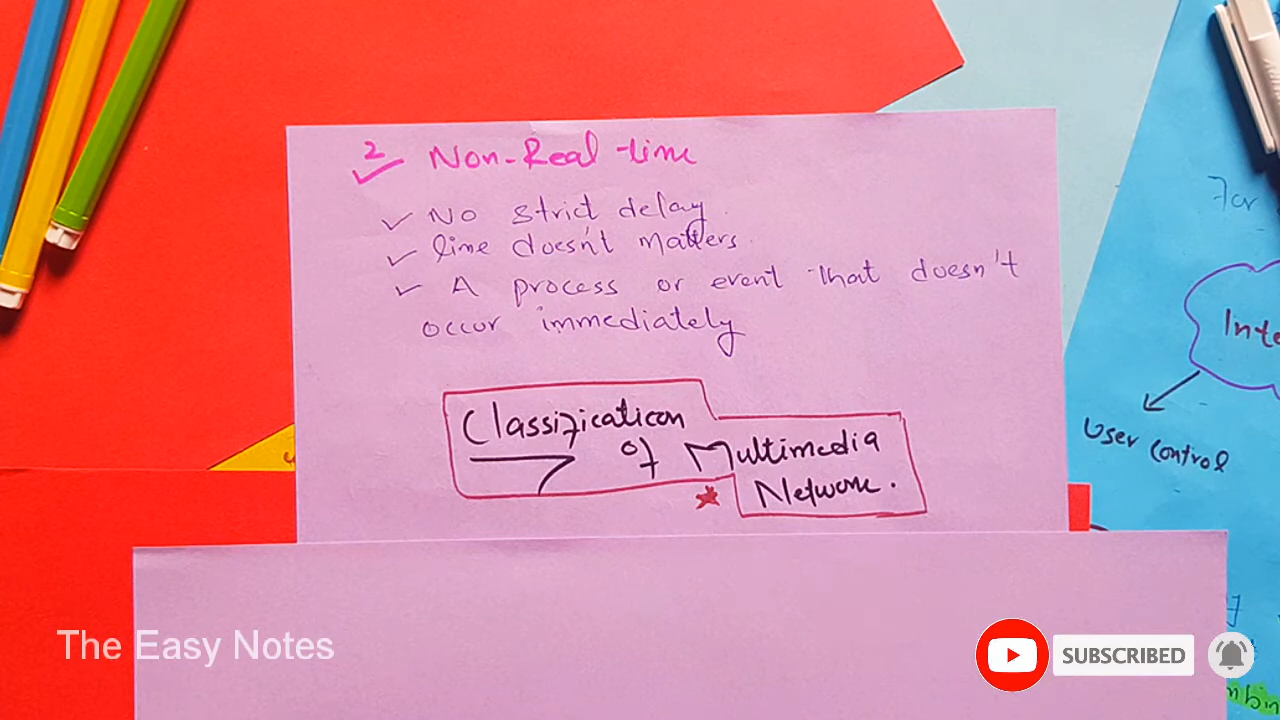 2 Non-Real time
No strict delay.
time doesn't Matters.
A process or event that doesn't
occur immediately
Classification
of Multimedia
Network.
For
Inte
User control
The Easy Notes
SUBSCRIBED